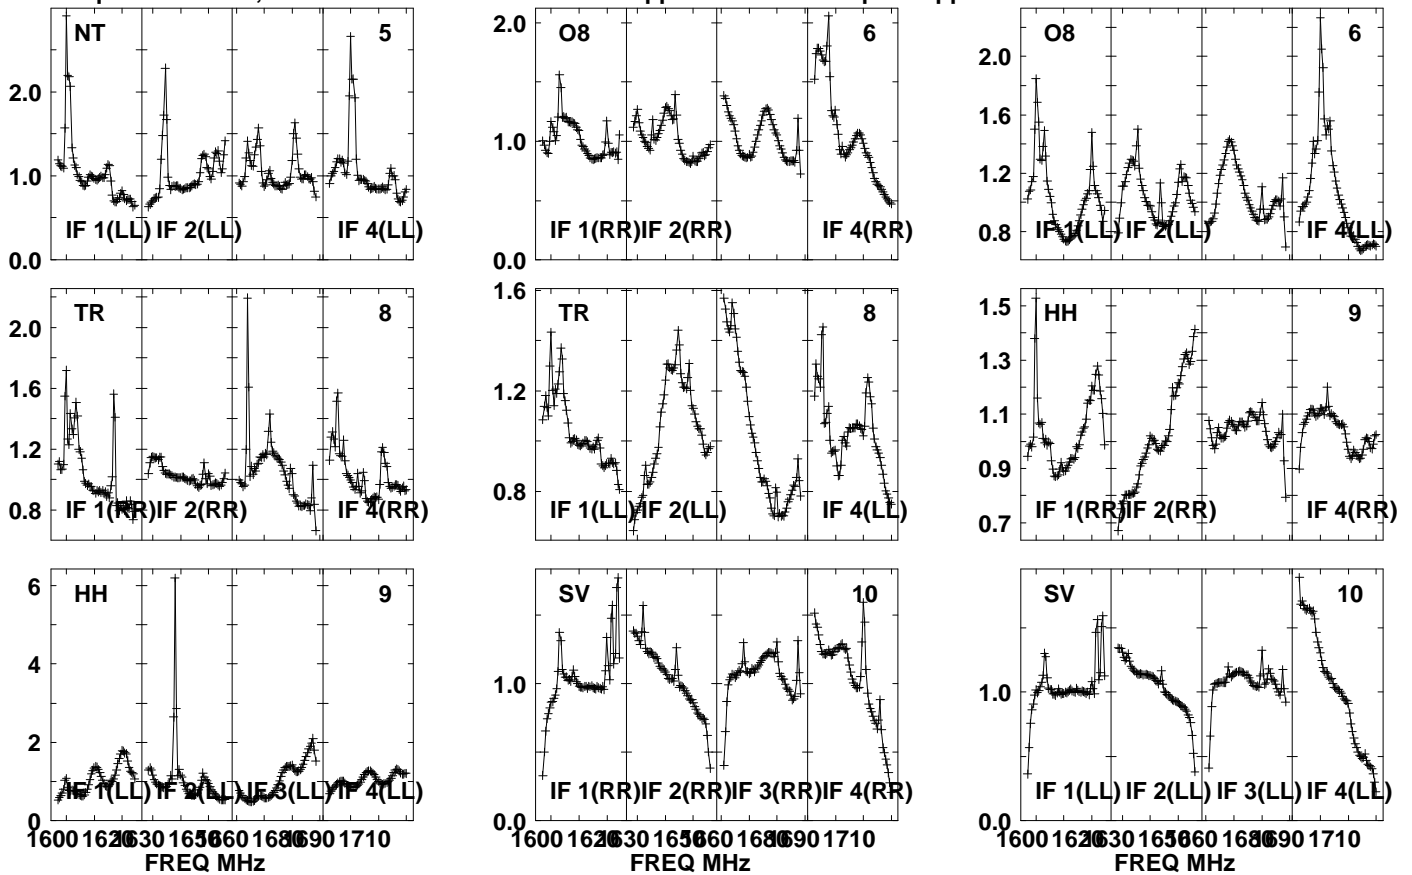 NT 5
2.0
1.0
0.0
IF 1(LL) IF 2(LL) IF 4(LL)
O8 6
2.0
1.0
0.0
IF 1(RR) IF 2(RR) IF 4(RR)
O8 6
2.0
1.6
1.2
0.8
IF 1(LL) IF 2(LL) IF 4(LL)
TR 8
2.0
1.6
1.2
0.8
IF 1(RR) IF 2(RR) IF 4(RR)
TR 8
1.6
1.2
0.8
IF 1(LL) IF 2(LL) IF 4(LL)
HH 9
1.5
1.3
1.1
0.9
0.7
IF 1(RR) IF 2(RR) IF 4(RR)
HH 9
6
4
2
0
IF 1(LL) IF 2(LL) IF 3(LL) IF 4(LL)
1600 1620 1630 1650 1660 1680 1690 1710
FREQ MHz
SV 10
1.0
0.0
IF 1(RR) IF 2(RR) IF 3(RR) IF 4(RR)
1600 1620 1630 1650 1660 1680 1690 1710
FREQ MHz
SV 10
1.0
0.0
IF 1(LL) IF 2(LL) IF 3(LL) IF 4(LL)
1600 1620 1630 1650 1660 1680 1690 1710
FREQ MHz